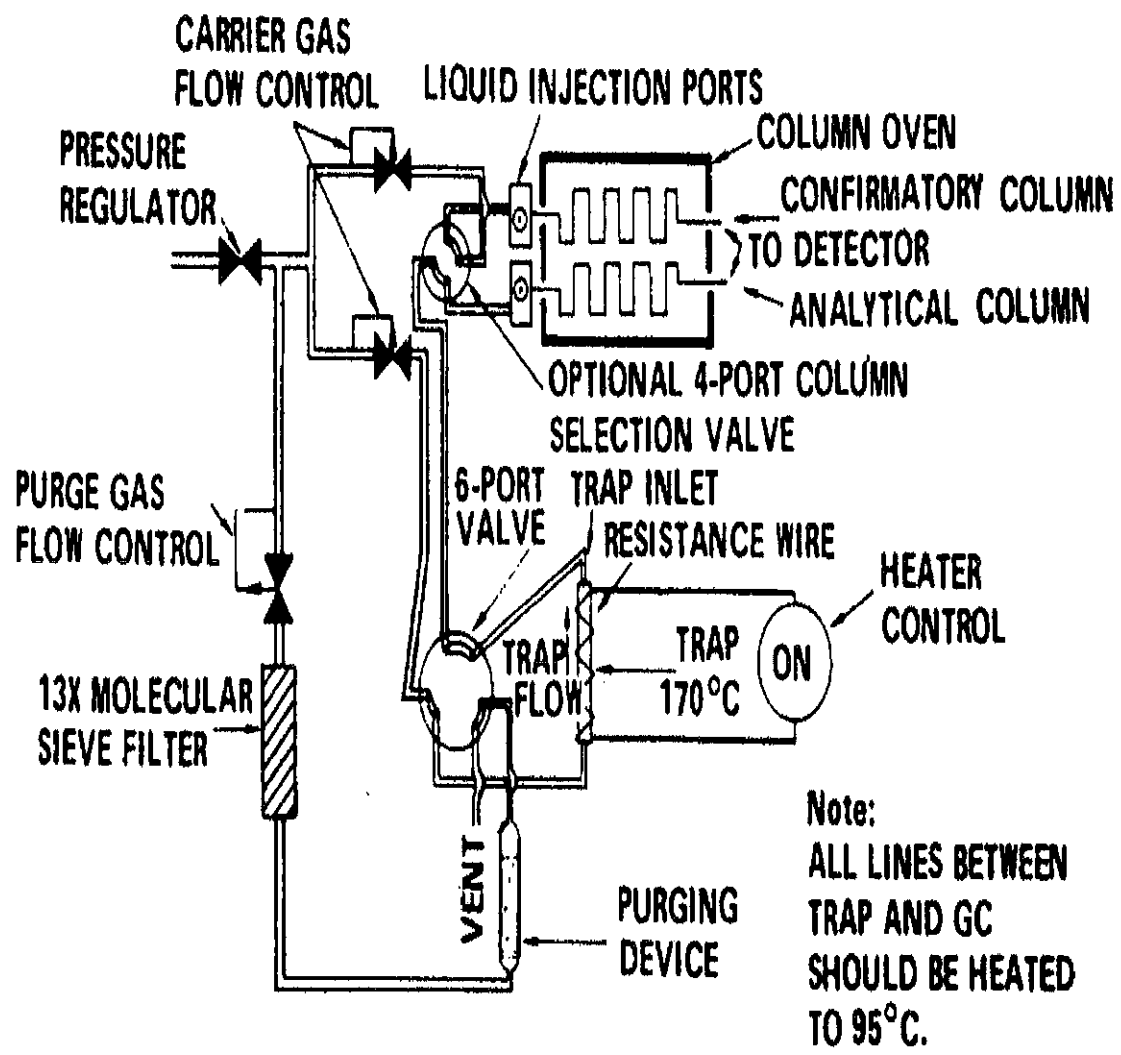 CARRIER GAS
FLOW CONTROL
LIQUID INJECTION PORTS
PRESSURE
REGULATOR
COLUMN OVEN
CONFIRMATORY COLUMN
TO DETECTOR
ANALYTICAL COLUMN
OPTIONAL 4-PORT COLUMN
SELECTION VALVE
PURGE GAS
FLOW CONTROL
6-PORT
VALVE
TRAP INLET
RESISTANCE WIRE
HEATER
CONTROL
ON
TRAP
FLOW
TRAP
170°C
13X MOLECULAR
SIEVE FILTER
VENT
PURGING
DEVICE
Note:
ALL LINES BETWEEN
TRAP AND GC
SHOULD BE HEATED
TO 95°C.